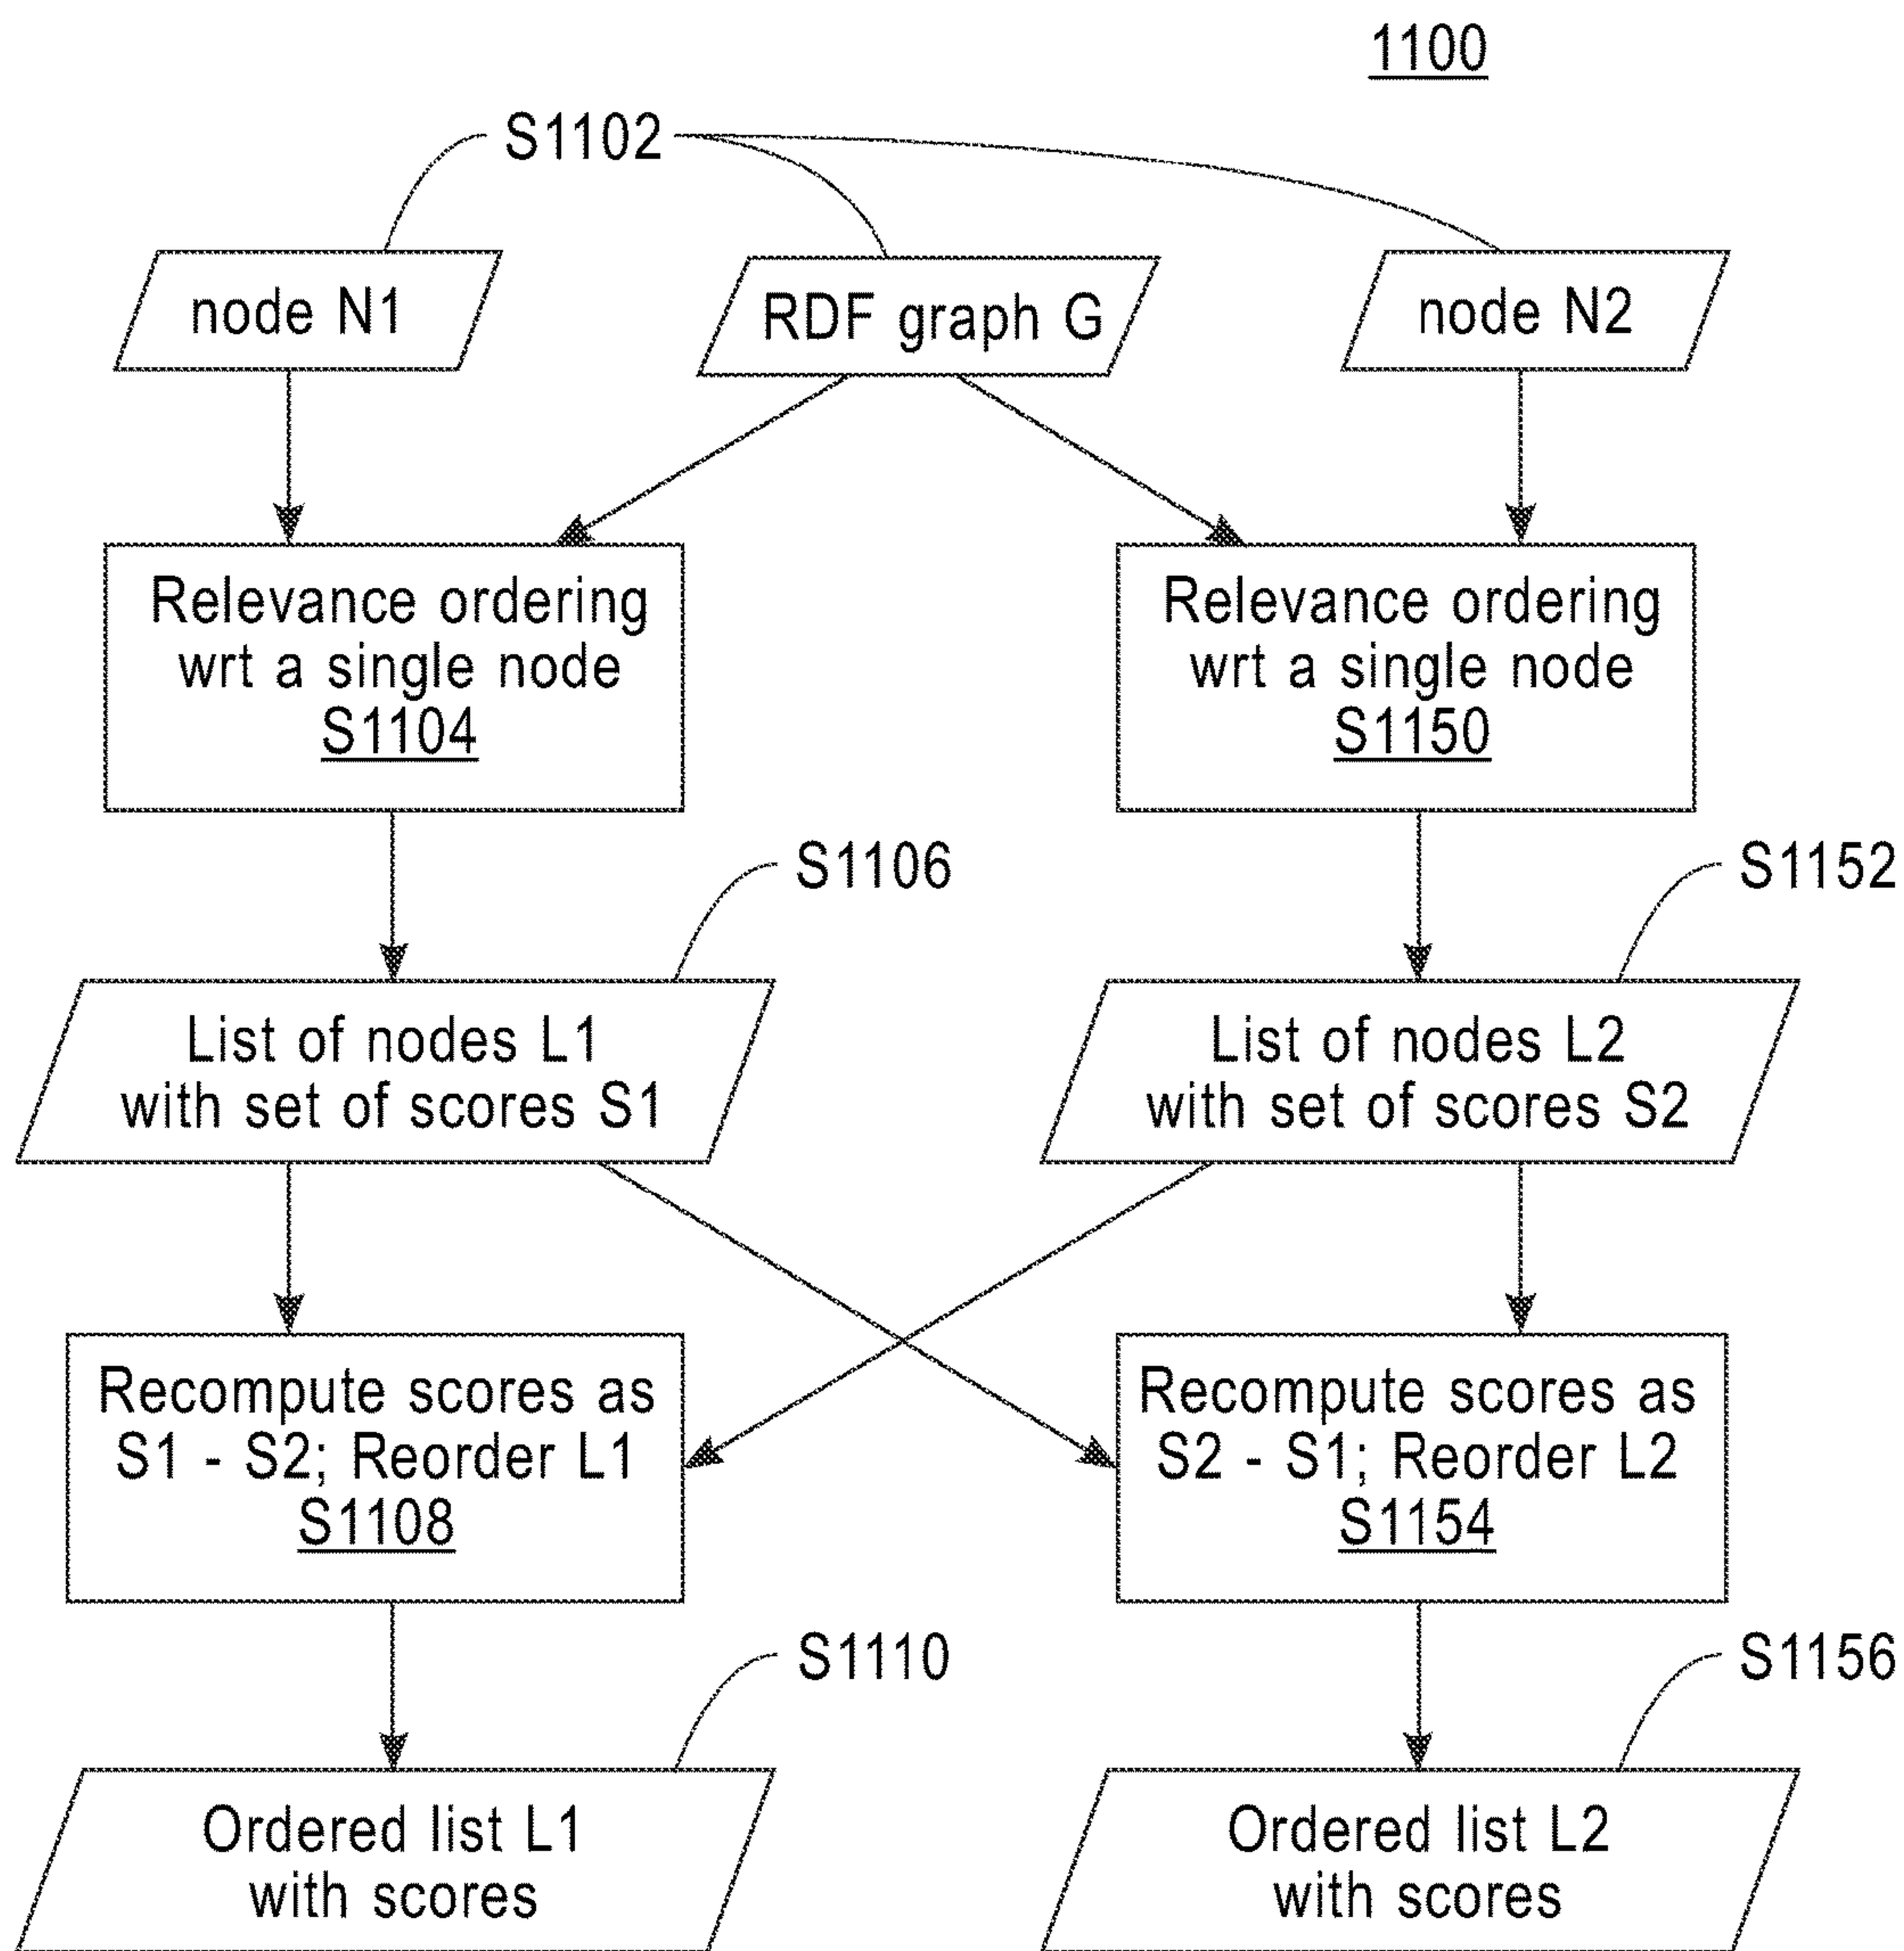 1100
S1102
node N1
RDF graph G
node N2
Relevance ordering
wrt a single node
S1104
Relevance ordering
wrt a single node
S1150
S1106
S1152
List of nodes L1
with set of scores S1
List of nodes L2
with set of scores S2
Recompute scores as
S1 - S2; Reorder L1
S1108
Recompute scores as
S2 - S1; Reorder L2
S1154
S1110
S1156
Ordered list L1
with scores
Ordered list L2
with scores